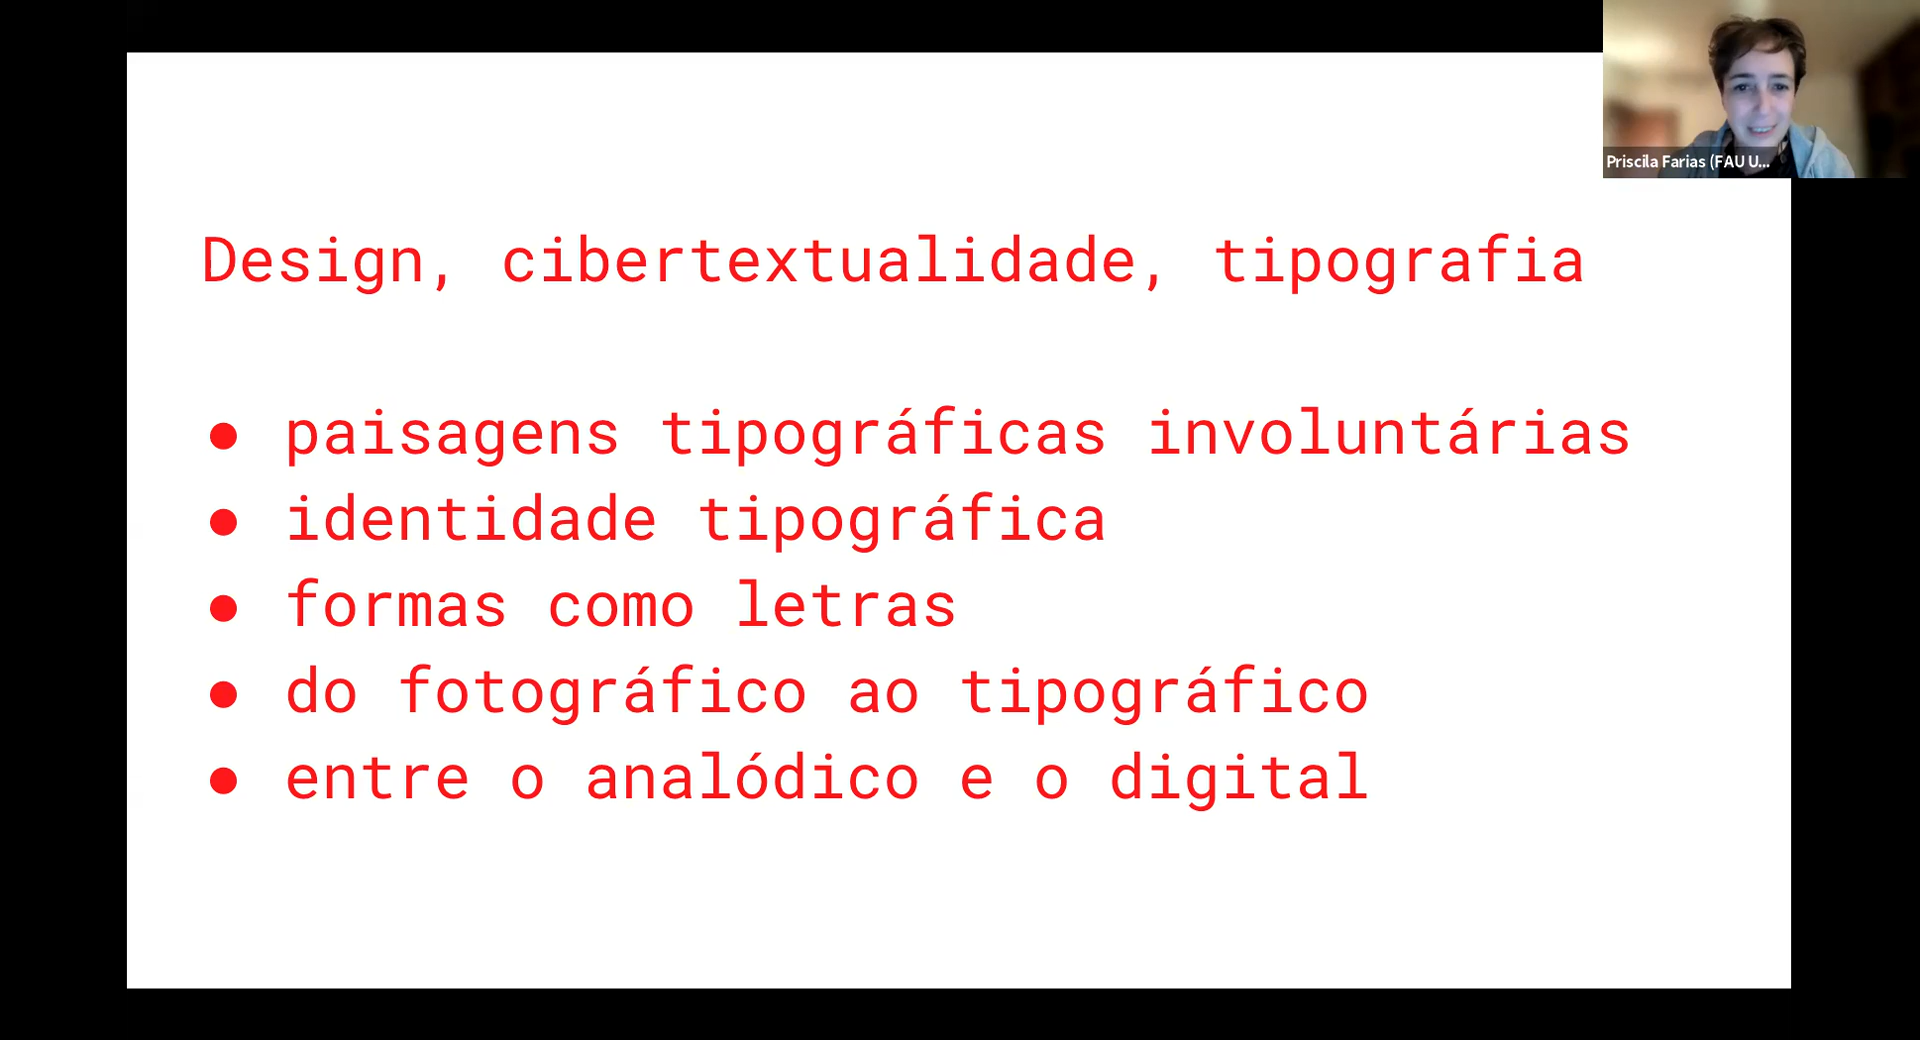 Priscila Farias (FAU U...
Design, cibertextualidade, tipografia
● paisagens tipográficas involuntárias
● identidade tipográfica
● formas como letras
● do fotográfico ao tipográfico
● entre o analódico e o digital